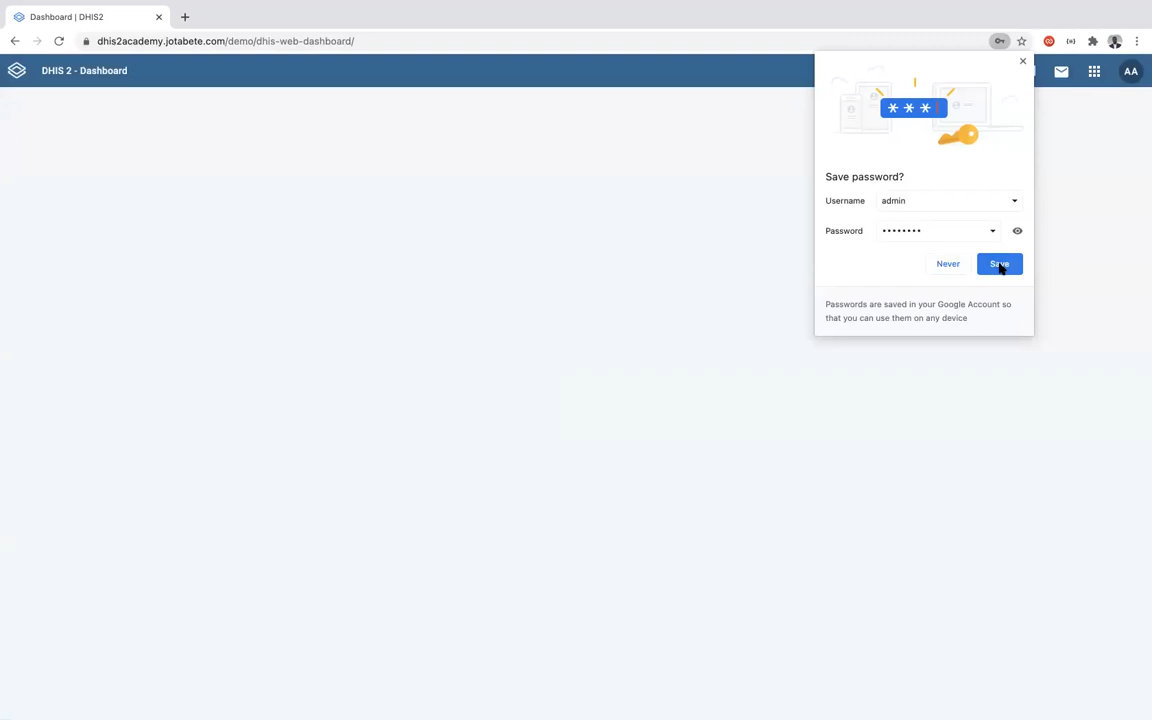 Dashboard | DHIS2
dhis2academy.jotabete.com/demo/dhis-web-dashboard/
DHIS 2 - Dashboard
AA
***
Save password?
Username admin
Password ••••••••
Never Save
Passwords are saved in your Google Account so
that you can use them on any device